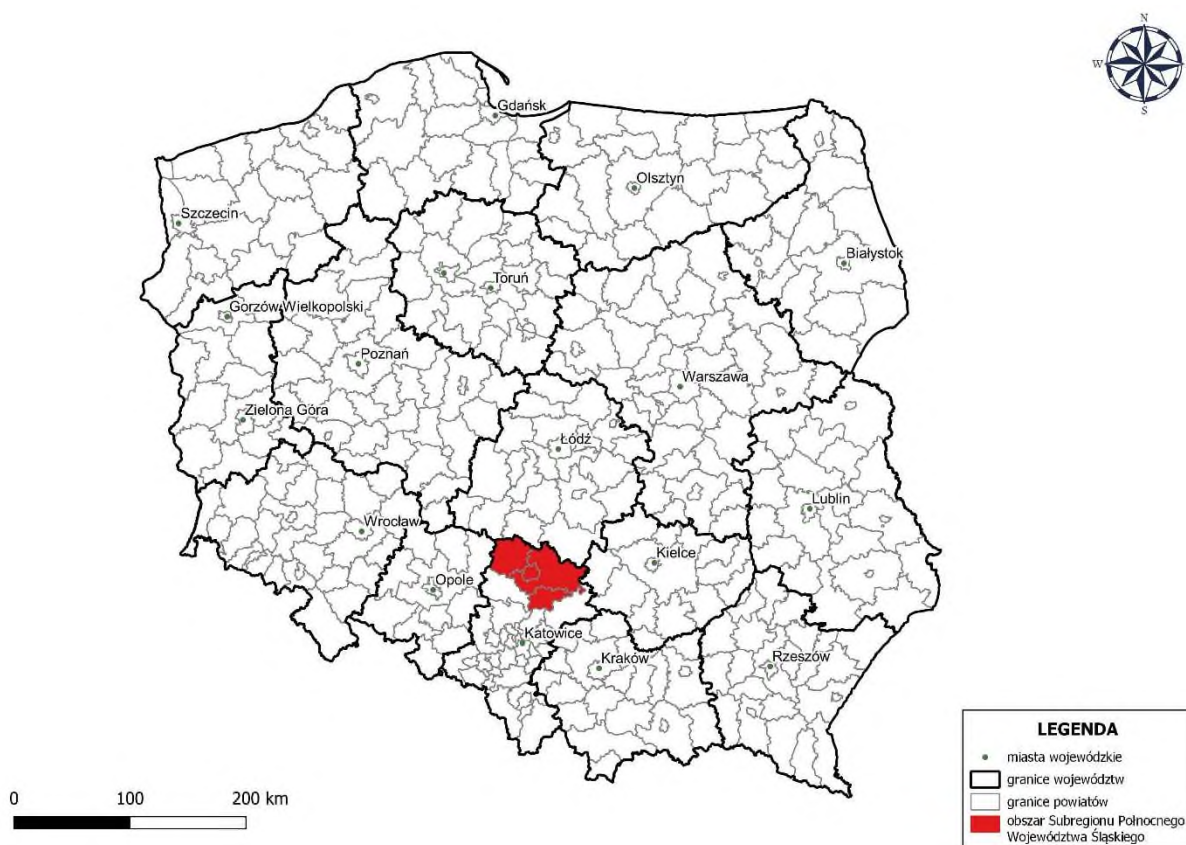 N
W
E
S
Gdańsk
Olsztyn
Szczecin
Białystok
Toruń
Gorzów Wielkopolski
Poznań
Warszawa
Zielona Góra
Łódź
Lublin
Wrocław
Kielce
Opole
Katowice
Kraków
Rzeszów
LEGENDA
miasta wojewódzkie
granice województw
granice powiatów
obszar Subregionu Północnego
Województwa Śląskiego
0 100 200 km